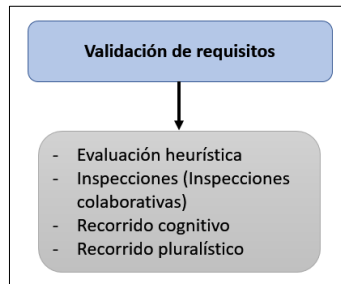 Validación de requisitos
- Evaluación heurística
- Inspecciones (Inspecciones
colaborativas)
- Recorrido cognitivo
- Recorrido pluralístico